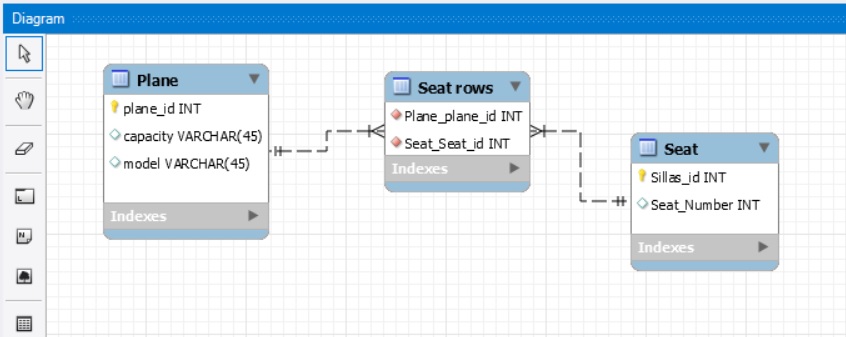 Diagram
Plane
plane_id INT
capacity VARCHAR(45)
model VARCHAR(45)
Indexes
Seat rows
Plane_plane_id INT
Seat_Seat_id INT
Indexes
Seat
Sillas_id INT
Seat_Number INT
Indexes